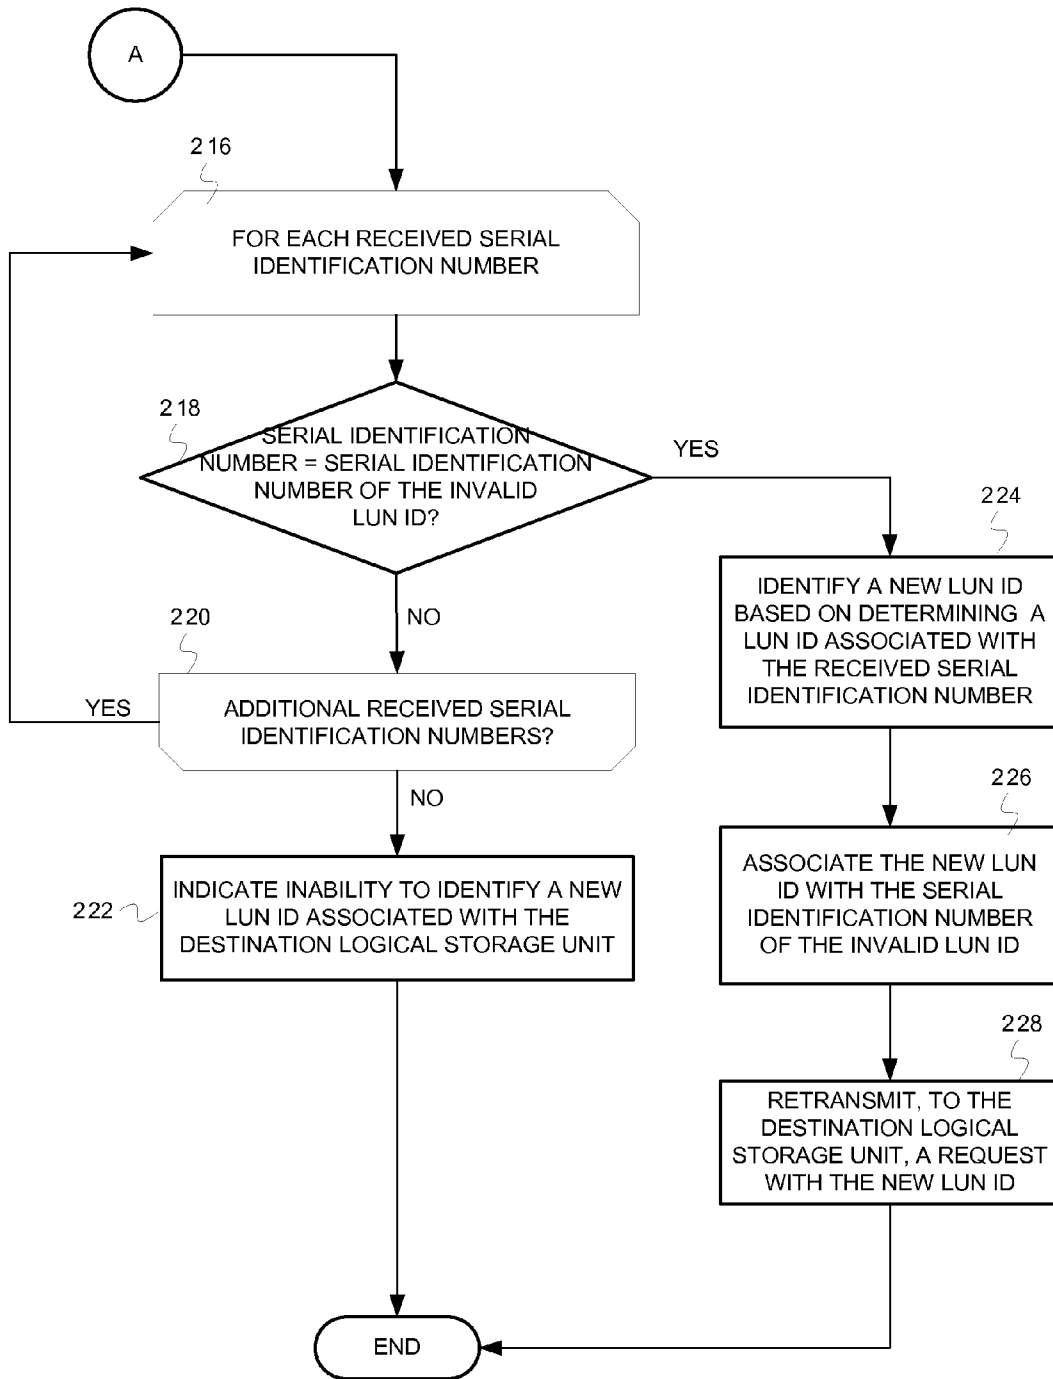 A
216
FOR EACH RECEIVED SERIAL
IDENTIFICATION NUMBER
218
SERIAL IDENTIFICATION
NUMBER = SERIAL IDENTIFICATION
NUMBER OF THE INVALID
LUN ID?
YES
NO
220
YES
ADDITIONAL RECEIVED SERIAL
IDENTIFICATION NUMBERS?
NO
222
INDICATE INABILITY TO IDENTIFY A NEW
LUN ID ASSOCIATED WITH THE
DESTINATION LOGICAL STORAGE UNIT
224
IDENTIFY A NEW LUN ID
BASED ON DETERMINING A
LUN ID ASSOCIATED WITH
THE RECEIVED SERIAL
IDENTIFICATION NUMBER
226
ASSOCIATE THE NEW LUN
ID WITH THE SERIAL
IDENTIFICATION NUMBER
OF THE INVALID LUN ID
228
RETRANSMIT, TO THE
DESTINATION LOGICAL
STORAGE UNIT, A REQUEST
WITH THE NEW LUN ID
END